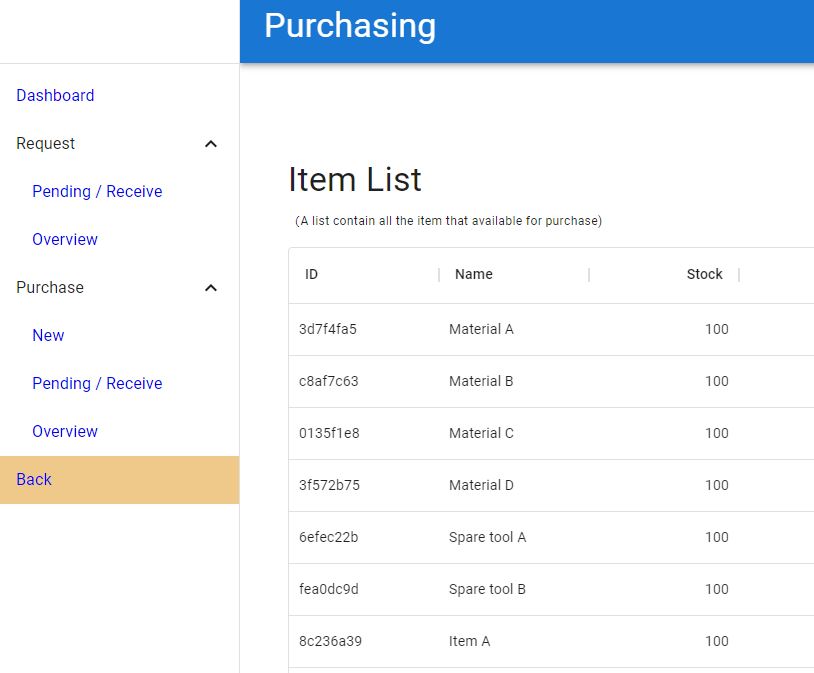 Purchasing
Dashboard
Request
Pending / Receive
Overview
Purchase
New
Pending / Receive
Overview
Back
Item List
(A list contain all the item that available for purchase)
ID Name Stock
3d7f4fa5 Material A 100
c8af7c63 Material B 100
0135f1e8 Material C 100
3f572b75 Material D 100
6efec22b Spare tool A 100
fea0dc9d Spare tool B 100
8c236a39 Item A 100